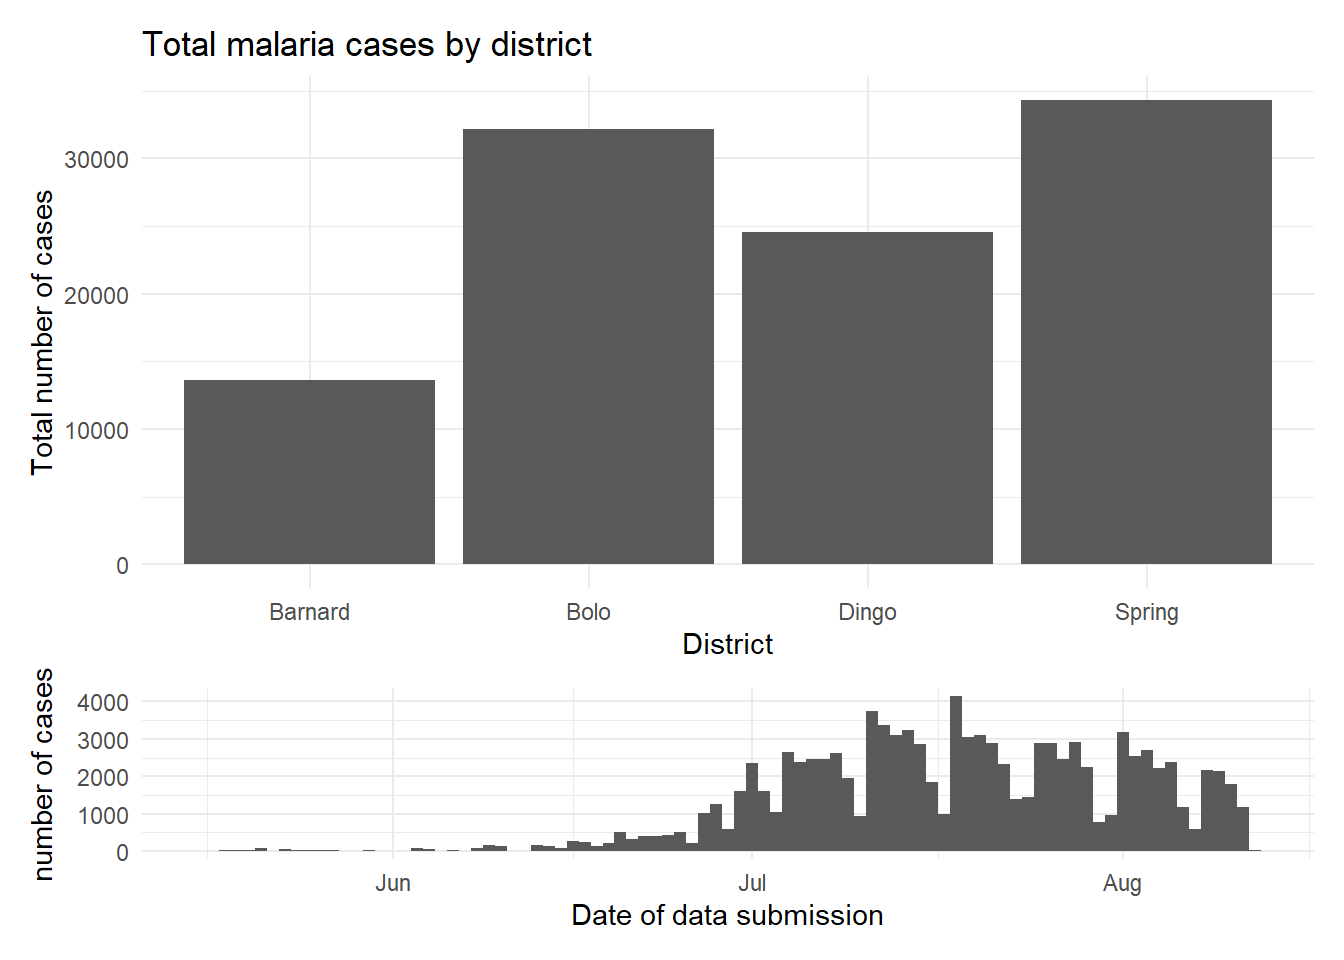 Total malaria cases by district
Total number of cases
30000
20000
10000
0
Barnard
Bolo
Dingo
Spring
District
number of cases
4000
3000
2000
1000
0
Jun
Jul
Aug
Date of data submission